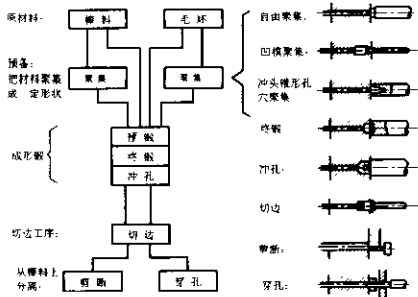 原材料:
棒料
毛坯
预备:
把材料聚集
成一定形状
聚集
聚集
成形锻
预锻
终锻
冲孔
切边工序:
切边
从棒料上
分离:
剪断
穿孔
自由聚集:
凹模聚集:
冲头锥形孔
穴聚集
终锻
冲孔:
切边
剪断:
穿孔: